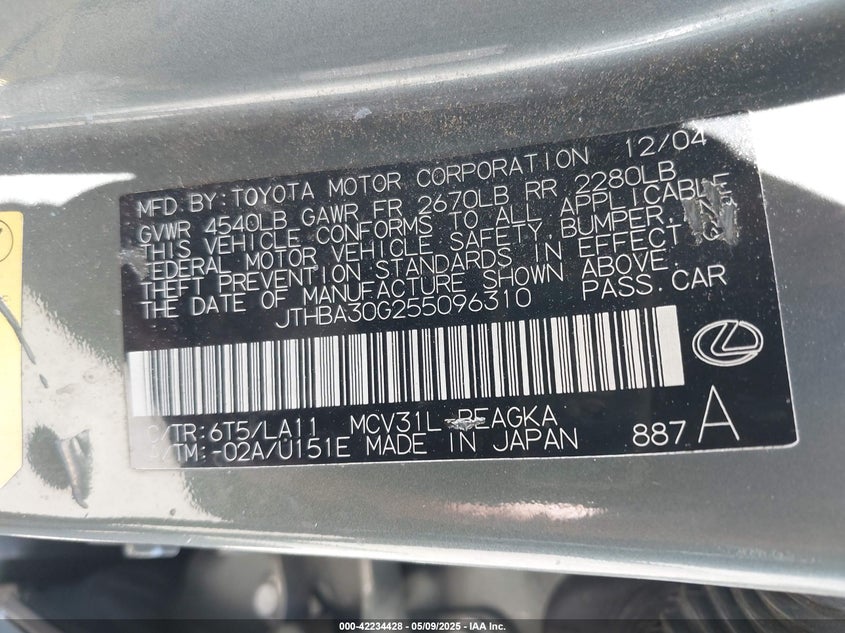 MFD. BY: TOYOTA MOTOR CORPORATION 12/04
GVWR 4540LB GAWR FR 2670LB RR 2280LB
THIS VEHICLE CONFORMS TO ALL APPLICABLE
FEDERAL MOTOR VEHICLE SAFETY, BUMPER,
THEFT PREVENTION STANDARDS IN EFFECT
THE DATE OF MANUFACTURE SHOWN ABOVE.
JTHBA30G255096310 PASS. CAR
C/TR: 6T5/LA11 MCV31L-BEAGKA
A/TM: -02A/U151E MADE IN JAPAN 887 A
000-42234428 - 05/09/2025 - IAA Inc.